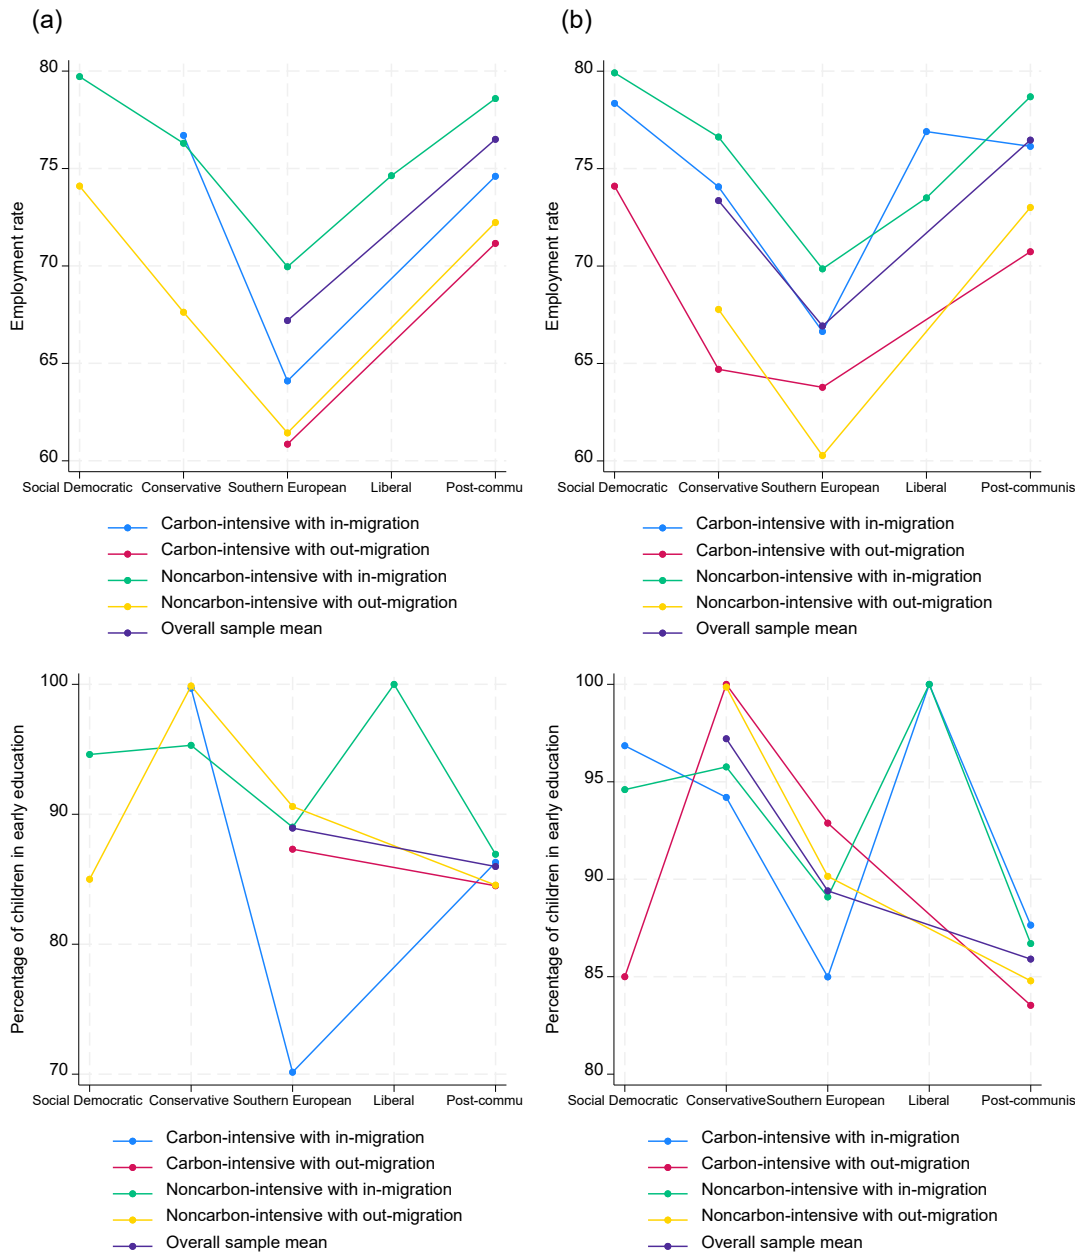 (a)
80
75
70
65
60
Employment rate
Social Democratic
Conservative
Southern European
Liberal
Post-commu
Carbon-intensive with in-migration
Carbon-intensive with out-migration
Noncarbon-intensive with in-migration
Noncarbon-intensive with out-migration
Overall sample mean
(b)
80
75
70
65
60
Employment rate
Social Democratic
Conservative
Southern European
Liberal
Post-communis
Carbon-intensive with in-migration
Carbon-intensive with out-migration
Noncarbon-intensive with in-migration
Noncarbon-intensive with out-migration
Overall sample mean
100
90
80
70
Percentage of children in early education
Social Democratic
Conservative
Southern European
Liberal
Post-commu
Carbon-intensive with in-migration
Carbon-intensive with out-migration
Noncarbon-intensive with in-migration
Noncarbon-intensive with out-migration
Overall sample mean
100
95
90
85
80
Percentage of children in early education
Social Democratic
Conservative
Southern European
Liberal
Post-communis
Carbon-intensive with in-migration
Carbon-intensive with out-migration
Noncarbon-intensive with in-migration
Noncarbon-intensive with out-migration
Overall sample mean